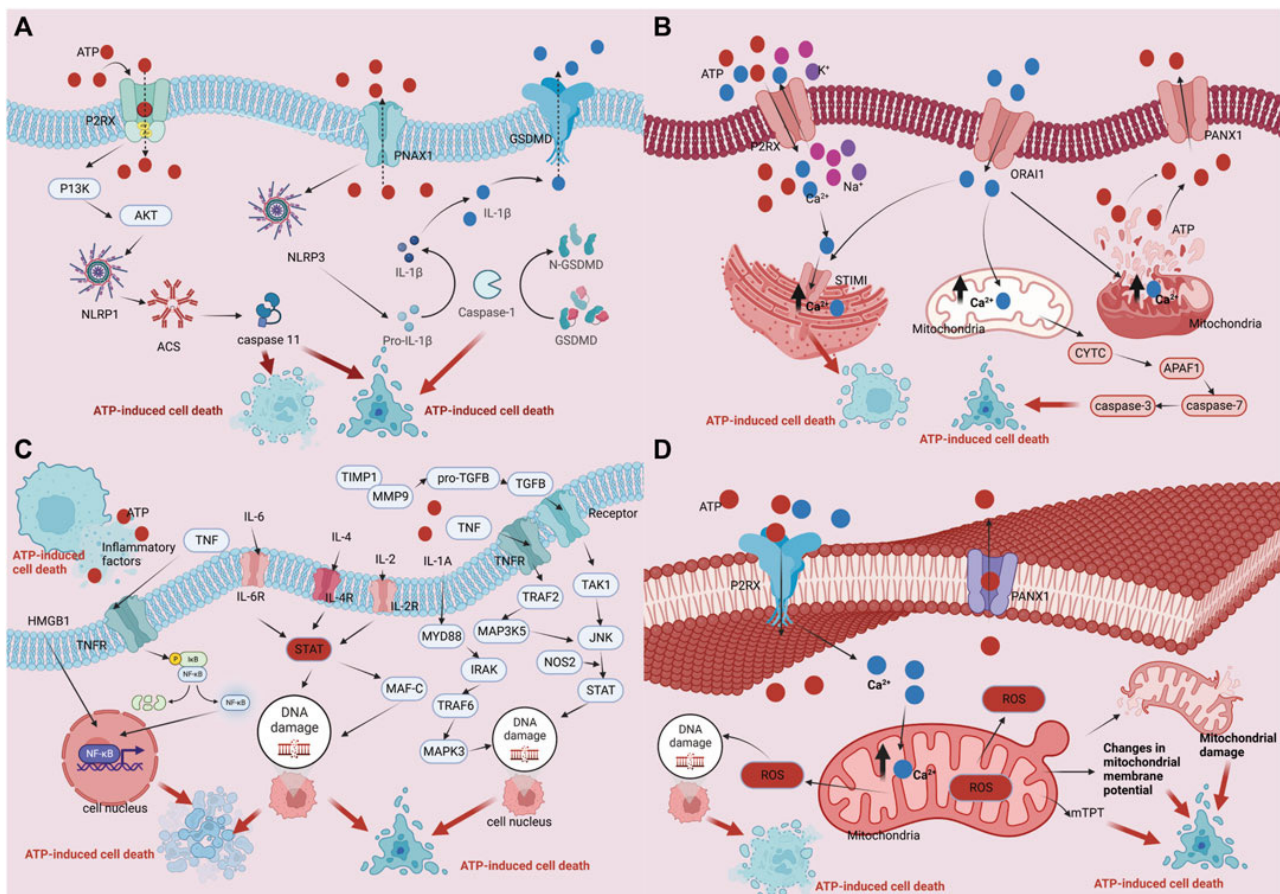 A
ATP
P2RX
P13K
AKT
NLRP1
ACS
caspase 11
PNAX1
NLRP3
Pro-IL-1β
IL-1β
IL-1β
Caspase-1
GSDMD
N-GSDMD
GSDMD
ATP-induced cell death
ATP-induced cell death
B
ATP
K⁺
P2RX
Na⁺
Ca²⁺
ORAI1
PANX1
ATP
STIMI
Ca²⁺
Ca²⁺
Mitochondria
Ca²⁺
Mitochondria
CYTC
APAF1
caspase-7
caspase-3
ATP-induced cell death
ATP-induced cell death
C
ATP
ATP-induced
cell death
Inflammatory
factors
TNF
HMGB1
TNFR
P
IκB
NF-κB
NF-κB
NF-κB
cell nucleus
IL-6
IL-6R
IL-4
IL-4R
IL-2
IL-2R
STAT
MAF-C
DNA
damage
TIMP1
MMP9
pro-TGFB
TGFB
Receptor
TNF
TNFR
IL-1A
MYD88
IRAK
TRAF6
MAPK3
TRAF2
MAP3K5
NOS2
TAK1
JNK
STAT
DNA
damage
cell nucleus
ATP-induced cell death
ATP-induced cell death
D
ATP
P2RX
PANX1
Ca²⁺
Ca²⁺
ROS
ROS
ROS
DNA
damage
Mitochondria
Mitochondrial
damage
Changes in
mitochondrial
membrane
potential
mTPT
ATP-induced cell death
ATP-induced cell death